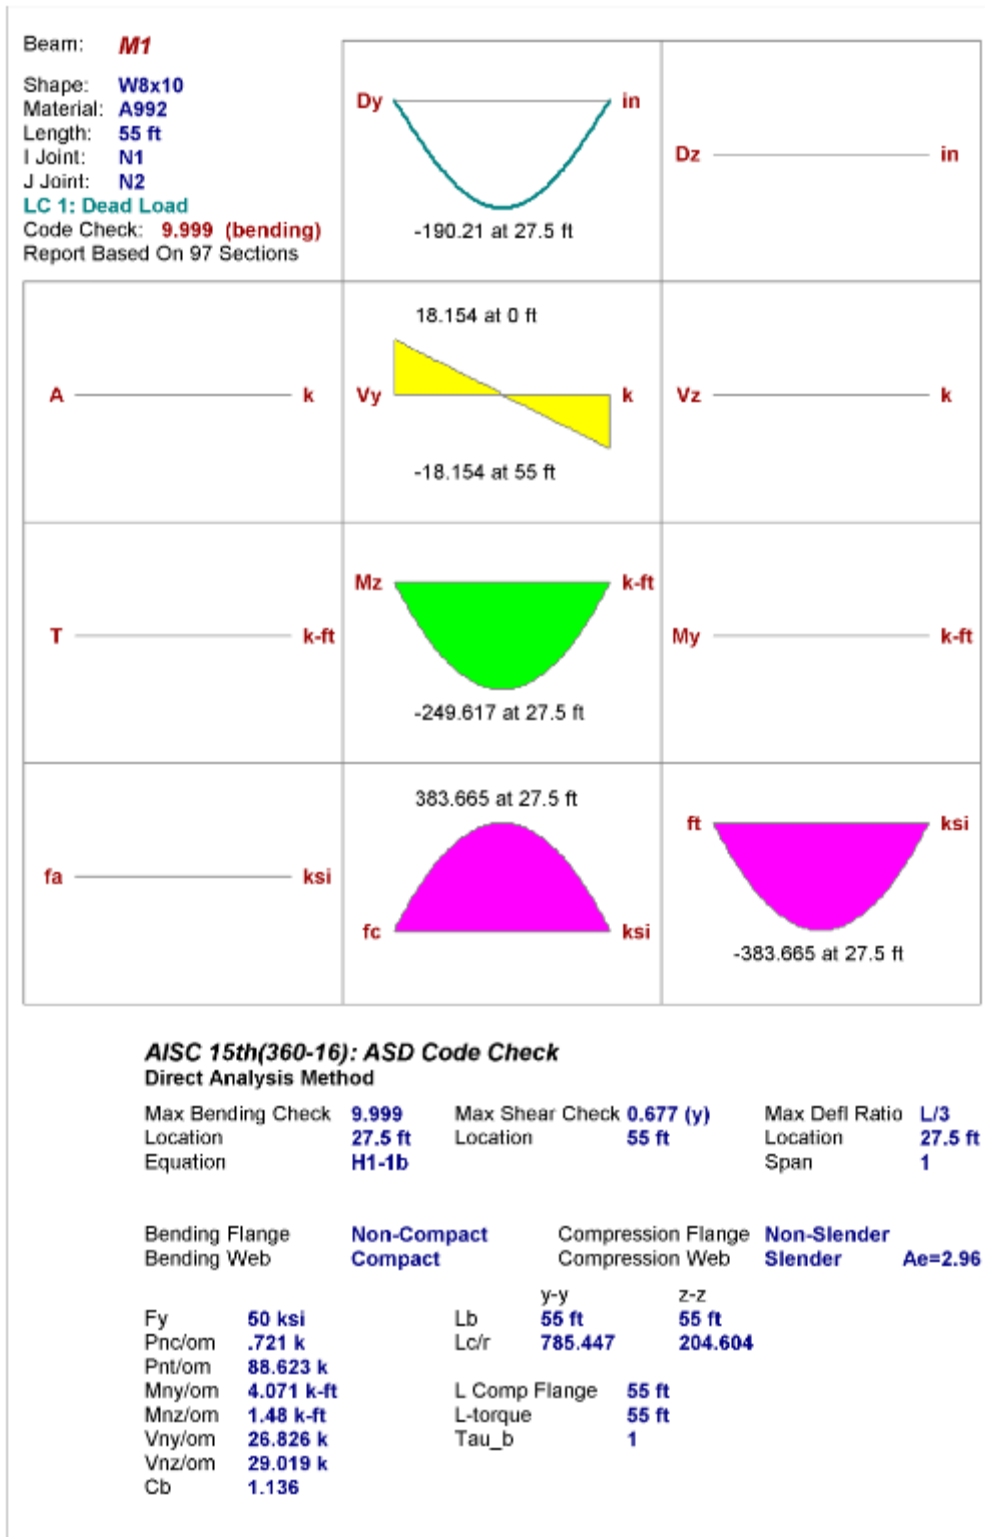 Beam: M1
Shape: W8x10
Material: A992
Length: 55 ft
I Joint: N1
J Joint: N2
LC 1: Dead Load
Code Check: 9.999 (bending)
Report Based On 97 Sections
Dy in
-190.21 at 27.5 ft
Dz in
A k
18.154 at 0 ft
Vy k
-18.154 at 55 ft
Vz k
T k-ft
Mz k-ft
-249.617 at 27.5 ft
My k-ft
fa ksi
383.665 at 27.5 ft
fc ksi
ft ksi
-383.665 at 27.5 ft
AISC 15th(360-16): ASD Code Check
Direct Analysis Method
Max Bending Check 9.999 Max Shear Check 0.677 (y) Max Defl Ratio L/3
Location 27.5 ft Location 55 ft Location 27.5 ft
Equation H1-1b Span 1
Bending Flange Non-Compact Compression Flange Non-Slender
Bending Web Compact Compression Web Slender Ae=2.96
y-y z-z
Fy 50 ksi Lb 55 ft 55 ft
Pnc/om .721 k Lc/r 785.447 204.604
Pnt/om 88.623 k
Mny/om 4.071 k-ft L Comp Flange 55 ft
Mnz/om 1.48 k-ft L-torque 55 ft
Vny/om 26.826 k Tau_b 1
Vnz/om 29.019 k
Cb 1.136